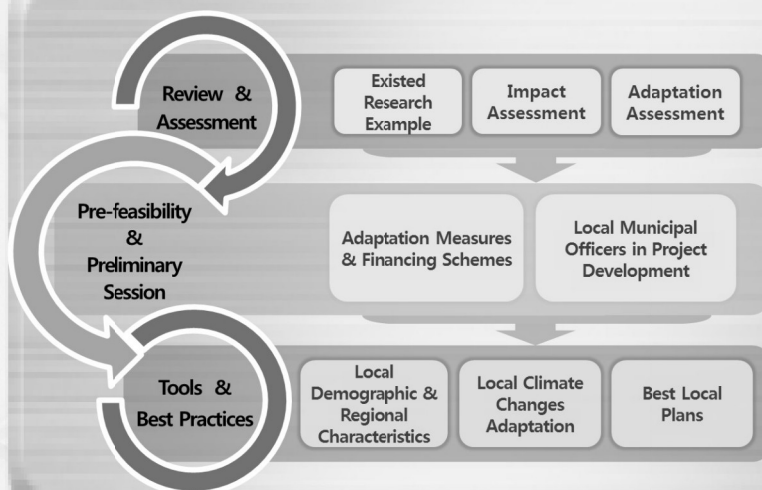 Review &
Assessment
Existed
Research
Example
Impact
Assessment
Adaptation
Assessment
Pre-feasibility
&
Preliminary
Session
Adaptation Measures
& Financing Schemes
Local Municipal
Officers in Project
Development
Tools &
Best Practices
Local
Demographic &
Regional
Characteristics
Local Climate
Changes
Adaptation
Best Local
Plans